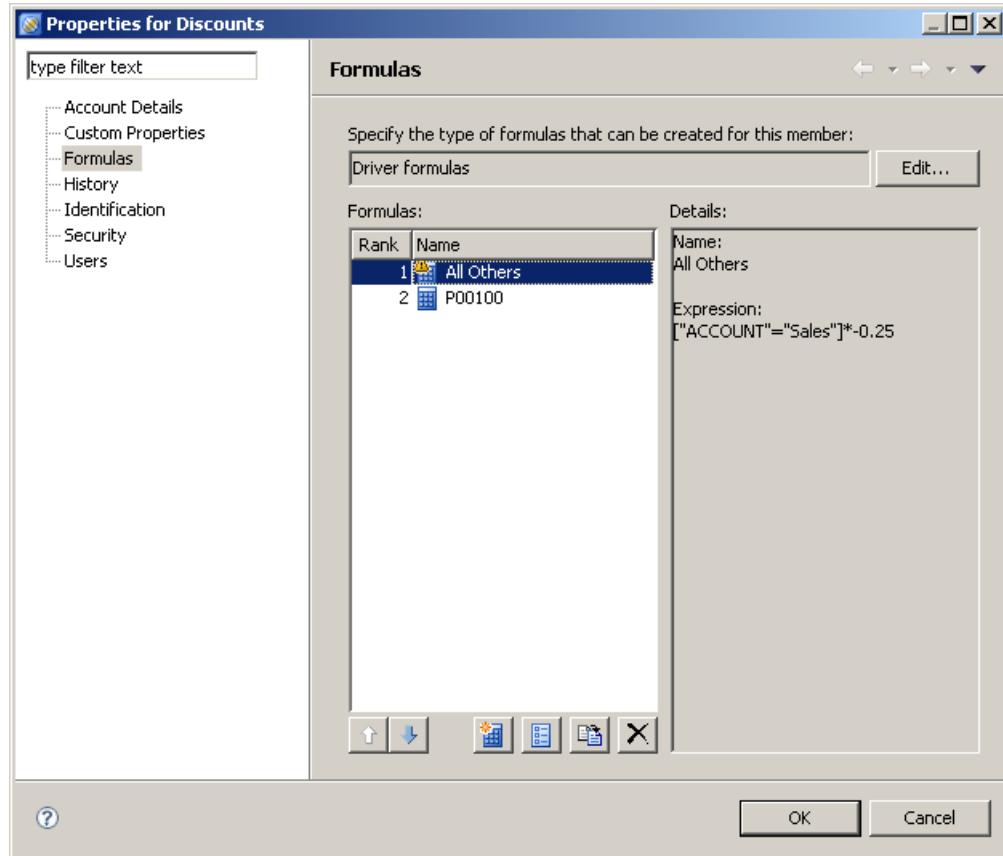 Properties for Discounts
type filter text
Account Details
Custom Properties
Formulas
History
Identification
Security
Users
Formulas
Specify the type of formulas that can be created for this member:
Driver formulas
Edit...
Formulas:
Rank Name
1 All Others
2 P00100
Details:
Name:
All Others
Expression:
["ACCOUNT"="Sales"]*-0.25
OK
Cancel